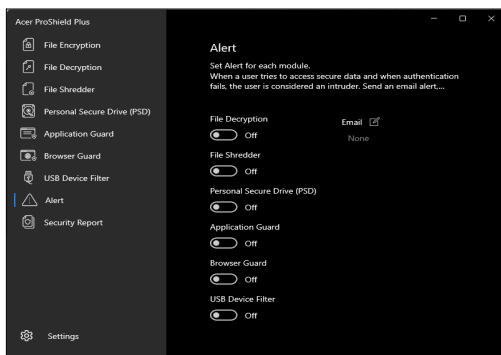 Acer ProShield Plus
File Encryption
File Decryption
File Shredder
Personal Secure Drive (PSD)
Application Guard
Browser Guard
USB Device Filter
Alert
Security Report
Settings
Alert
Set Alert for each module.
When a user tries to access secure data and when authentication
fails, the user is considered an intruder. Send an email alert,...
File Decryption
Off
Email
None
File Shredder
Off
Personal Secure Drive (PSD)
Off
Application Guard
Off
Browser Guard
Off
USB Device Filter
Off